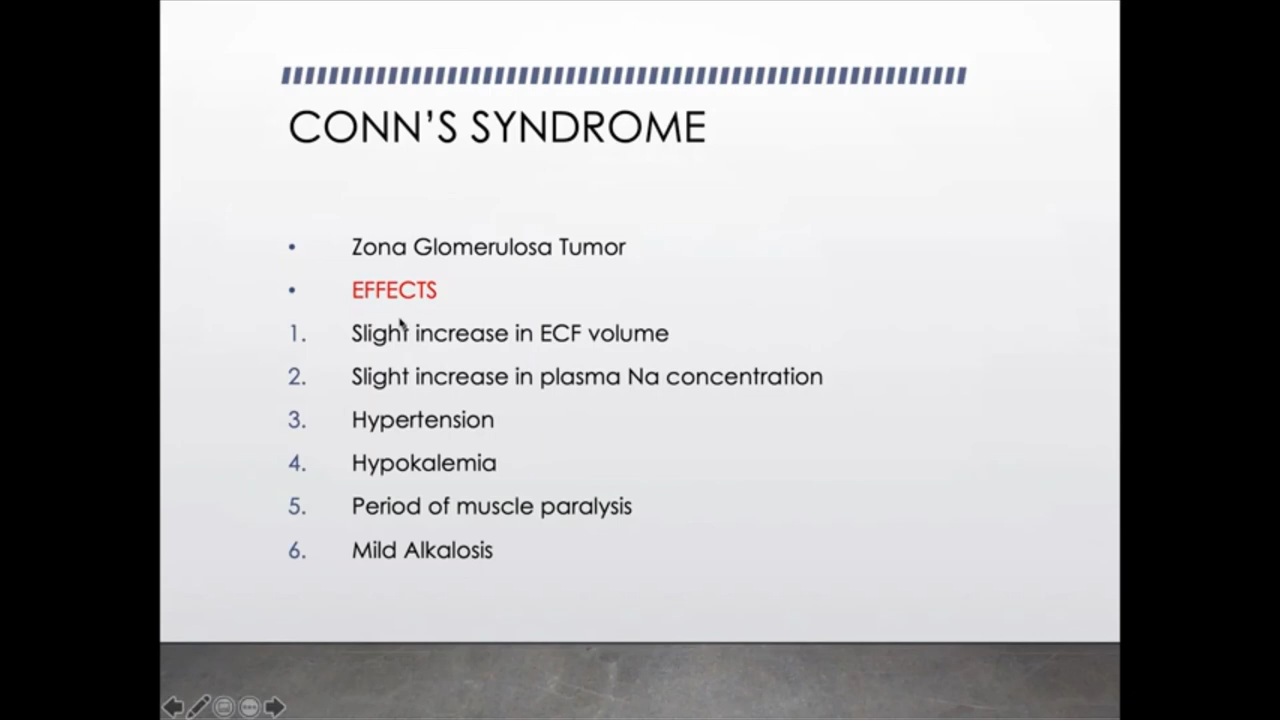 CONN'S SYNDROME
• Zona Glomerulosa Tumor
• EFFECTS
1. Slight increase in ECF volume
2. Slight increase in plasma Na concentration
3. Hypertension
4. Hypokalemia
5. Period of muscle paralysis
6. Mild Alkalosis